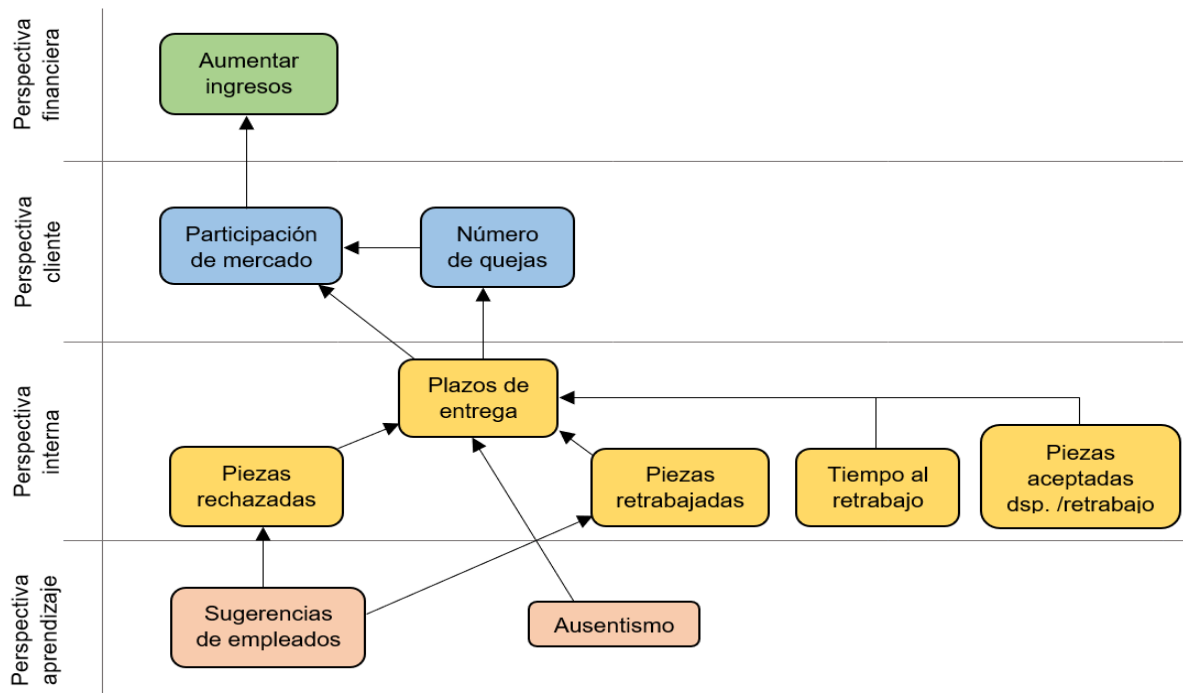 Perspectiva
financiera
Aumentar
ingresos
Perspectiva
cliente
Participación
de mercado
Número
de quejas
Perspectiva
interna
Plazos de
entrega
Piezas
rechazadas
Piezas
retrabajadas
Tiempo al
retrabajo
Piezas
aceptadas
dsp. /retrabajo
Perspectiva
aprendizaje
Sugerencias
de empleados
Ausentismo